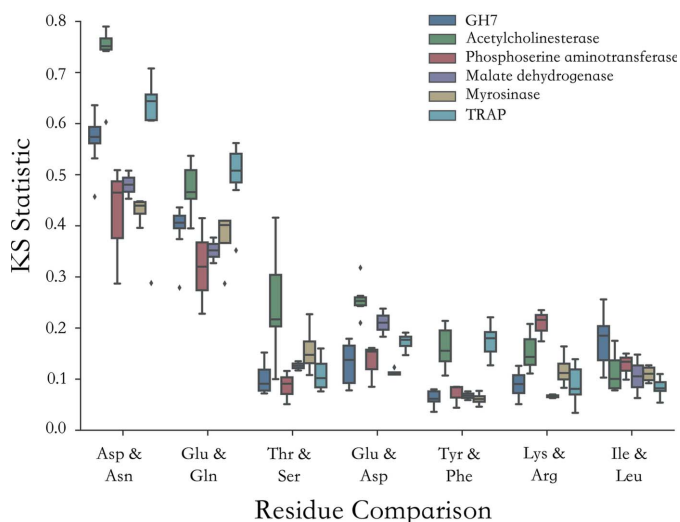 0.8
0.7
0.6
0.5
0.4
0.3
0.2
0.1
0.0
KS Statistic
GH7
Acetylcholinesterase
Phosphoserine aminotransferase
Malate dehydrogenase
Myrosinase
TRAP
Asp &
Asn
Glu &
Gln
Thr &
Ser
Glu &
Asp
Tyr &
Phe
Lys &
Arg
Ile &
Leu
Residue Comparison